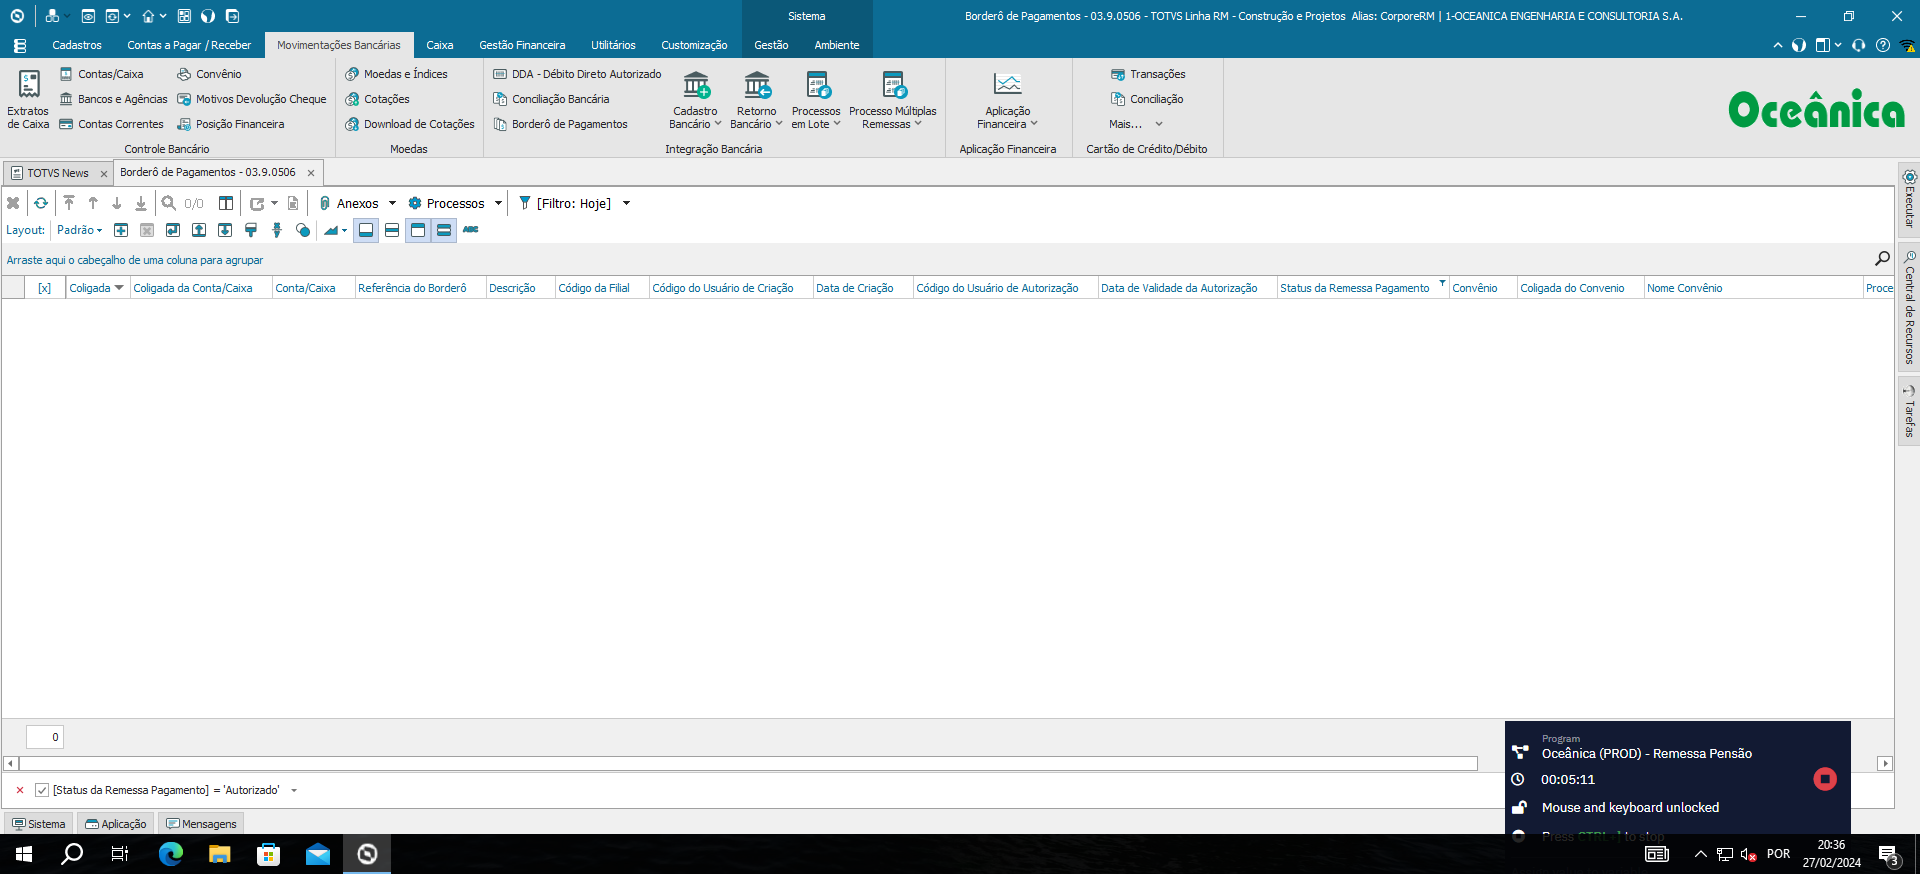 Sistema
Borderô de Pagamentos - 03.9.0506 - TOTVS Linha RM - Construção e Projetos  Alias: CorporeRM | 1-OCEANICA ENGENHARIA E CONSULTORIA S.A.
Cadastros
Contas a Pagar / Receber
Movimentações Bancárias
Caixa
Gestão Financeira
Utilitários
Customização
Gestão
Ambiente
Extratos de Caixa
Contas/Caixa
Bancos e Agências
Contas Correntes
Convênio
Motivos Devolução Cheque
Posição Financeira
Controle Bancário
Moedas e Índices
Cotações
Download de Cotações
Moedas
DDA - Débito Direto Autorizado
Conciliação Bancária
Borderô de Pagamentos
Cadastro Bancário
Retorno Bancário
Processos em Lote
Processo Múltiplas Remessas
Integração Bancária
Aplicação Financeira
Aplicação Financeira
Transações
Conciliação
Mais...
Cartão de Crédito/Débito
Oceânica
TOTVS News
Borderô de Pagamentos - 03.9.0506
0/0
Anexos
Processos
[Filtro: Hoje]
Layout:
Padrão
ABC
Arraste aqui o cabeçalho de uma coluna para agrupar
[x]
Coligada
Coligada da Conta/Caixa
Conta/Caixa
Referência do Borderô
Descrição
Código da Filial
Código do Usuário de Criação
Data de Criação
Código do Usuário de Autorização
Data de Validade da Autorização
Status da Remessa Pagamento
Convênio
Coligada do Convenio
Nome Convênio
Proce
Executar
Central de Recursos
Tarefas
0
[Status da Remessa Pagamento] = 'Autorizado'
Sistema
Aplicação
Mensagens
Program
Oceânica (PROD) - Remessa Pensão
00:05:11
Mouse and keyboard unlocked
Press CTRL+] to stop
POR
20:36
27/02/2024
3